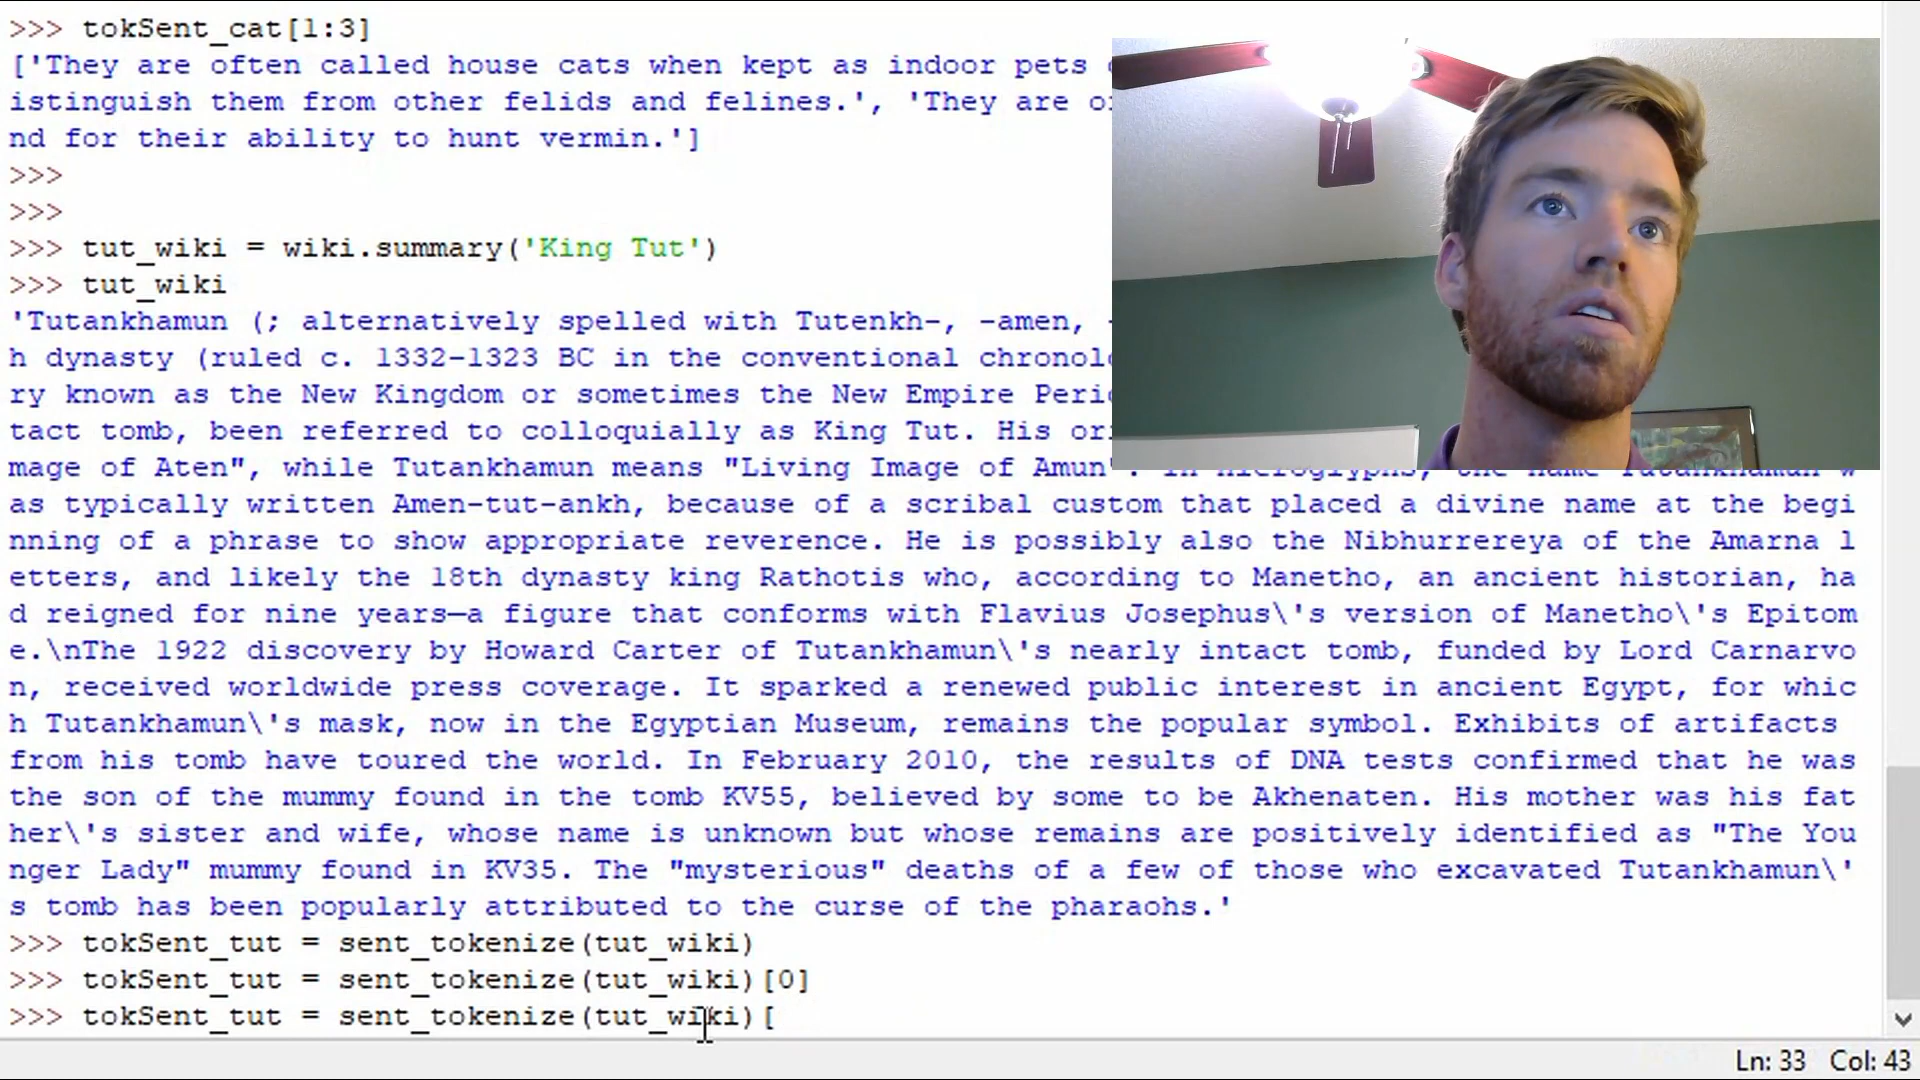 >>> tokSent_cat[1:3]
['They are often called house cats when kept as indoor pets
istinguish them from other felids and felines.', 'They are
nd for their ability to hunt vermin.']
>>>
>>>
>>> tut_wiki = wiki.summary('King Tut')
>>> tut_wiki
'Tutankhamun (; alternatively spelled with Tutenkh-, -amen,
h dynasty (ruled c. 1332–1323 BC in the conventional chronol
ry known as the New Kingdom or sometimes the New Empire Peri
tact tomb, been referred to colloquially as King Tut. His
mage of Aten", while Tutankhamun means "Living Image of Amun". In hieroglyphs, the name Tutankhamun w
as typically written Amen-tut-ankh, because of a scribal custom that placed a divine name at the begi
nning of a phrase to show appropriate reverence. He is possibly also the Nibhurrereya of the Amarna l
etters, and likely the 18th dynasty king Rathotis who, according to Manetho, an ancient historian, ha
d reigned for nine years—a figure that conforms with Flavius Josephus\'s version of Manetho\'s Epitom
e.\nThe 1922 discovery by Howard Carter of Tutankhamun\'s nearly intact tomb, funded by Lord Carnarvo
n, received worldwide press coverage. It sparked a renewed public interest in ancient Egypt, for whic
h Tutankhamun\'s mask, now in the Egyptian Museum, remains the popular symbol. Exhibits of artifacts
from his tomb have toured the world. In February 2010, the results of DNA tests confirmed that he was
the son of the mummy found in the tomb KV55, believed by some to be Akhenaten. His mother was his fat
her\'s sister and wife, whose name is unknown but whose remains are positively identified as "The You
nger Lady" mummy found in KV35. The "mysterious" deaths of a few of those who excavated Tutankhamun\'
s tomb has been popularly attributed to the curse of the pharaohs.'
>>> tokSent_tut = sent_tokenize(tut_wiki)
>>> tokSent_tut = sent_tokenize(tut_wiki)[0]
>>> tokSent_tut = sent_tokenize(tut_wiki)[
Ln: 33 Col: 43